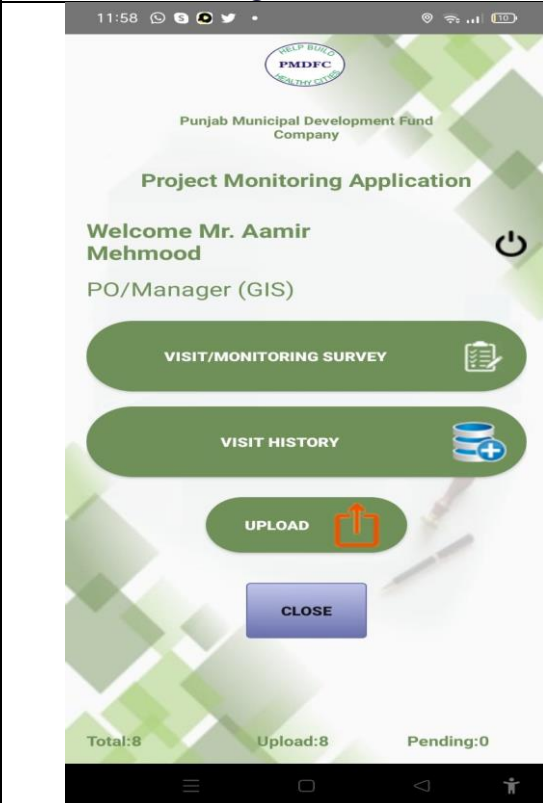 11:58
10
HELP BUILD
PMDFC
HEALTHY CITIES
Punjab Municipal Development Fund
Company
Project Monitoring Application
Welcome Mr. Aamir
Mehmood
PO/Manager (GIS)
VISIT/MONITORING SURVEY
VISIT HISTORY
UPLOAD
CLOSE
Total:8 Upload:8 Pending:0